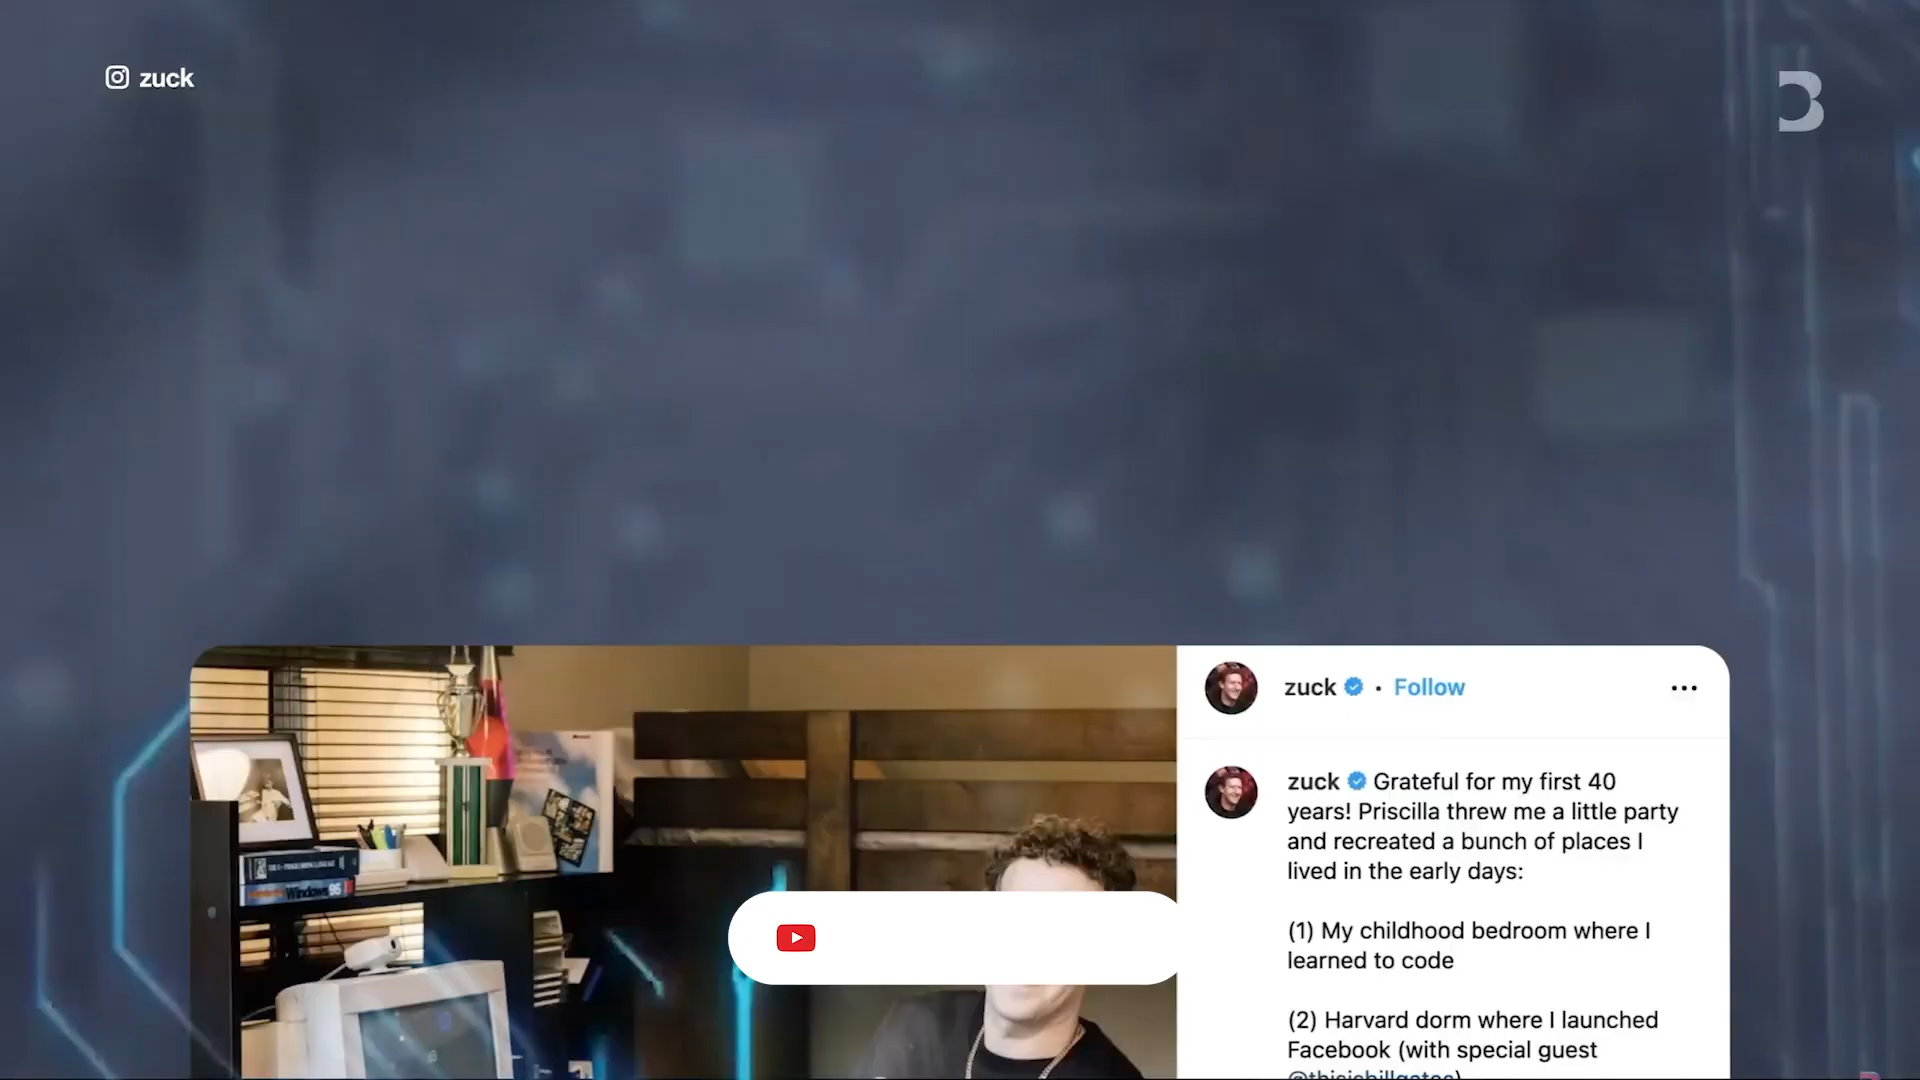 zuck
zuck • Follow
zuck Grateful for my first 40
years! Priscilla threw me a little party
and recreated a bunch of places I
lived in the early days:
(1) My childhood bedroom where I
learned to code
(2) Harvard dorm where I launched
Facebook (with special guest
@thisisbillgates)
Windows 95